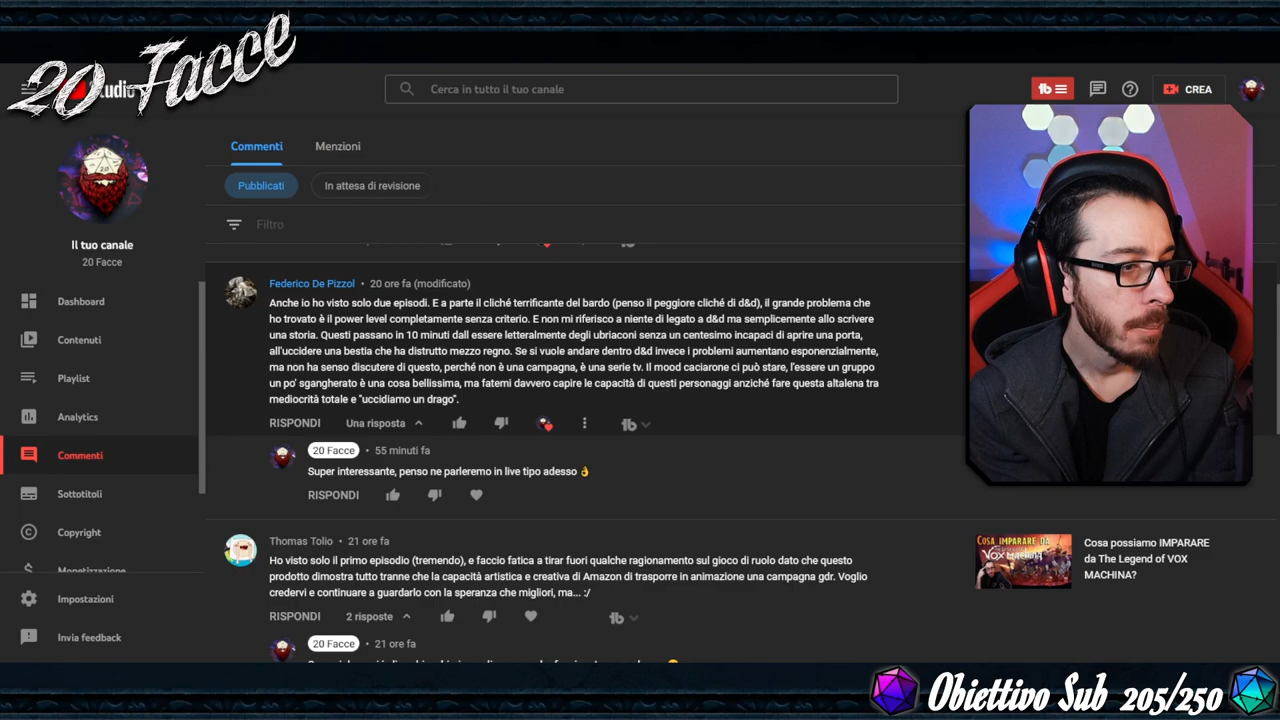 20 Facce
Studio
Cerca in tutto il tuo canale
CREA
Il tuo canale
20 Facce
Dashboard
Contenuti
Playlist
Analytics
Commenti
Sottotitoli
Copyright
Monetizzazione
Impostazioni
Invia feedback
Commenti
Menzioni
Pubblicati
In attesa di revisione
Filtro
Federico De Pizzol • 20 ore fa (modificato)
Anche io ho visto solo due episodi. E a parte il cliché terrificante del bardo (penso il peggiore cliché di d&d), il grande problema che
ho trovato è il power level completamente senza criterio. E non mi riferisco a niente di legato a d&d ma semplicemente allo scrivere
una storia. Questi passano in 10 minuti dall essere letteralmente degli ubriaconi senza un centesimo incapaci di aprire una porta,
all'uccidere una bestia che ha distrutto mezzo regno. Se si vuole andare dentro d&d invece i problemi aumentano esponenzialmente,
ma non ha senso discutere di questo, perché non è una campagna, è una serie tv. Il mood caciarone ci può stare, l'essere un gruppo
un po' sgangherato è una cosa bellissima, ma fatemi davvero capire le capacità di questi personaggi anziché fare questa altalena tra
mediocrità totale e "uccidiamo un drago".
RISPONDI
Una risposta
20 Facce • 55 minuti fa
Super interessante, penso ne parleremo in live tipo adesso 👌
RISPONDI
Thomas Tolio • 21 ore fa
Ho visto solo il primo episodio (tremendo), e faccio fatica a tirar fuori qualche ragionamento sul gioco di ruolo dato che questo
prodotto dimostra tutto tranne che la capacità artistica e creativa di Amazon di trasporre in animazione una campagna gdr. Voglio
credervi e continuare a guardarlo con la speranza che migliori, ma... :/
RISPONDI
2 risposte
20 Facce • 21 ore fa
COSA IMPARARE DA
VOX MACHINA?
Cosa possiamo IMPARARE
da The Legend of VOX
MACHINA?
Obiettivo Sub 205/250